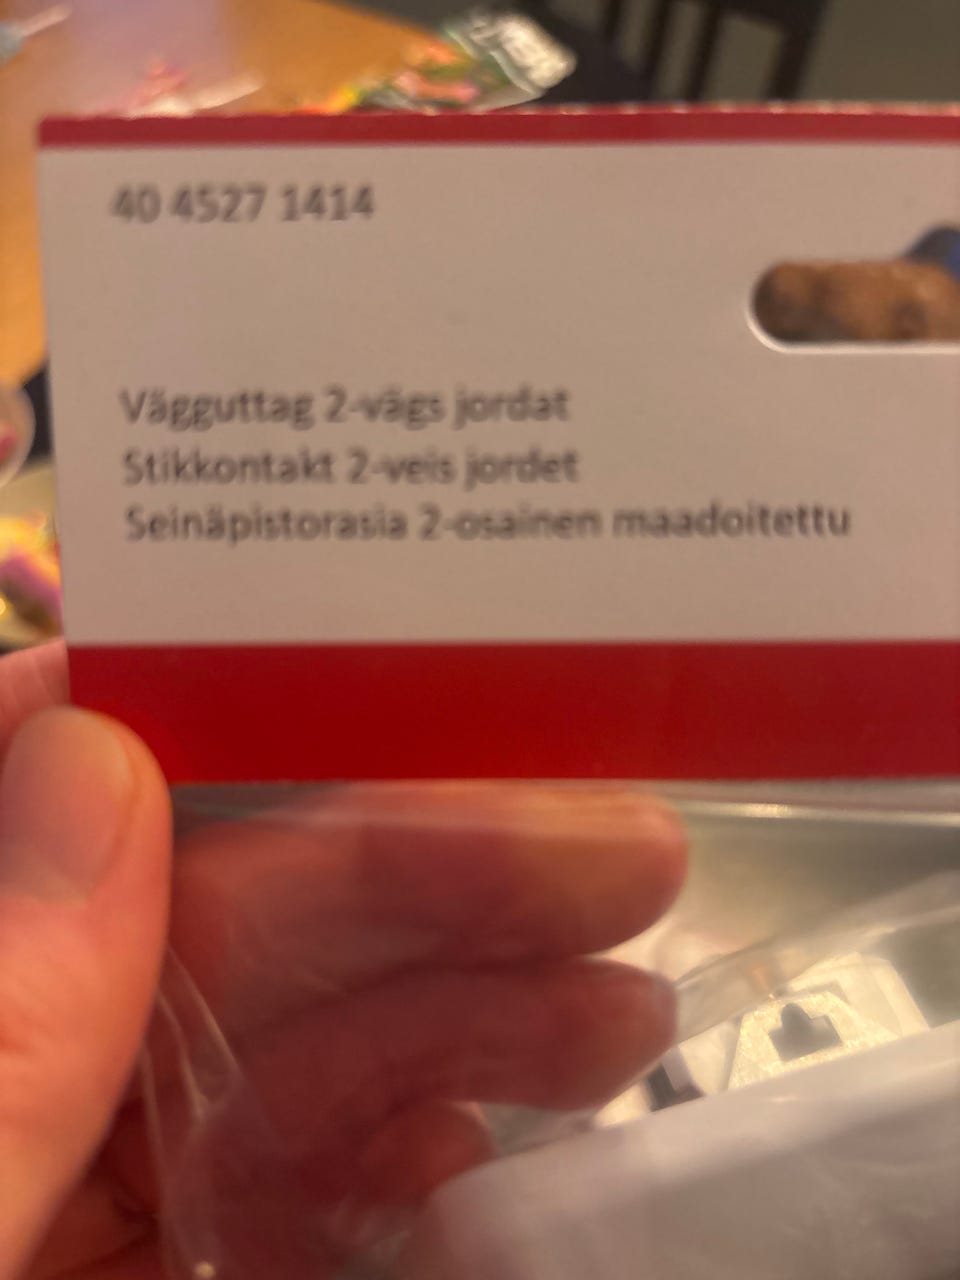 40 4527 1414
Vägguttag 2-vägs jordat
Stikkontakt 2-veis jordet
Seinäpistorasia 2-osainen maadoitettu